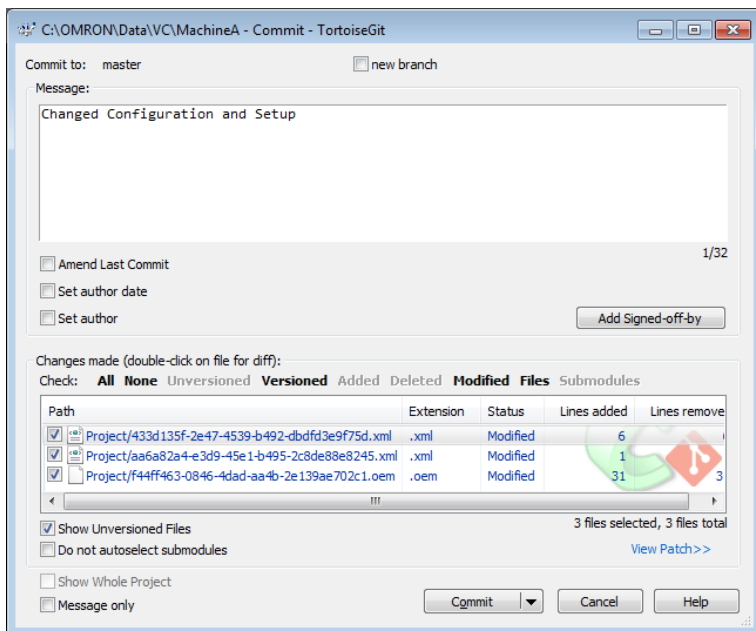 C:\OMRON\Data\VC\MachineA - Commit - TortoiseGit
Commit to: master new branch
Message:
Changed Configuration and Setup
1/32
Amend Last Commit
Set author date
Set author
Add Signed-off-by
Changes made (double-click on file for diff):
Check: All None Unversioned Versioned Added Deleted Modified Files Submodules
Path Extension Status Lines added Lines remove
Project/433d135f-2e47-4539-b492-dbdfd3e9f75d.xml .xml Modified 6
Project/aa6a82a4-e3d9-45e1-b495-2c8de88e8245.xml .xml Modified 1
Project/f44ff463-0846-4dad-aa4b-2e139ae702c1.oem .oem Modified 31 3
Show Unversioned Files
3 files selected, 3 files total
Do not autoselect submodules
View Patch>>
Show Whole Project
Message only
Commit
Cancel
Help